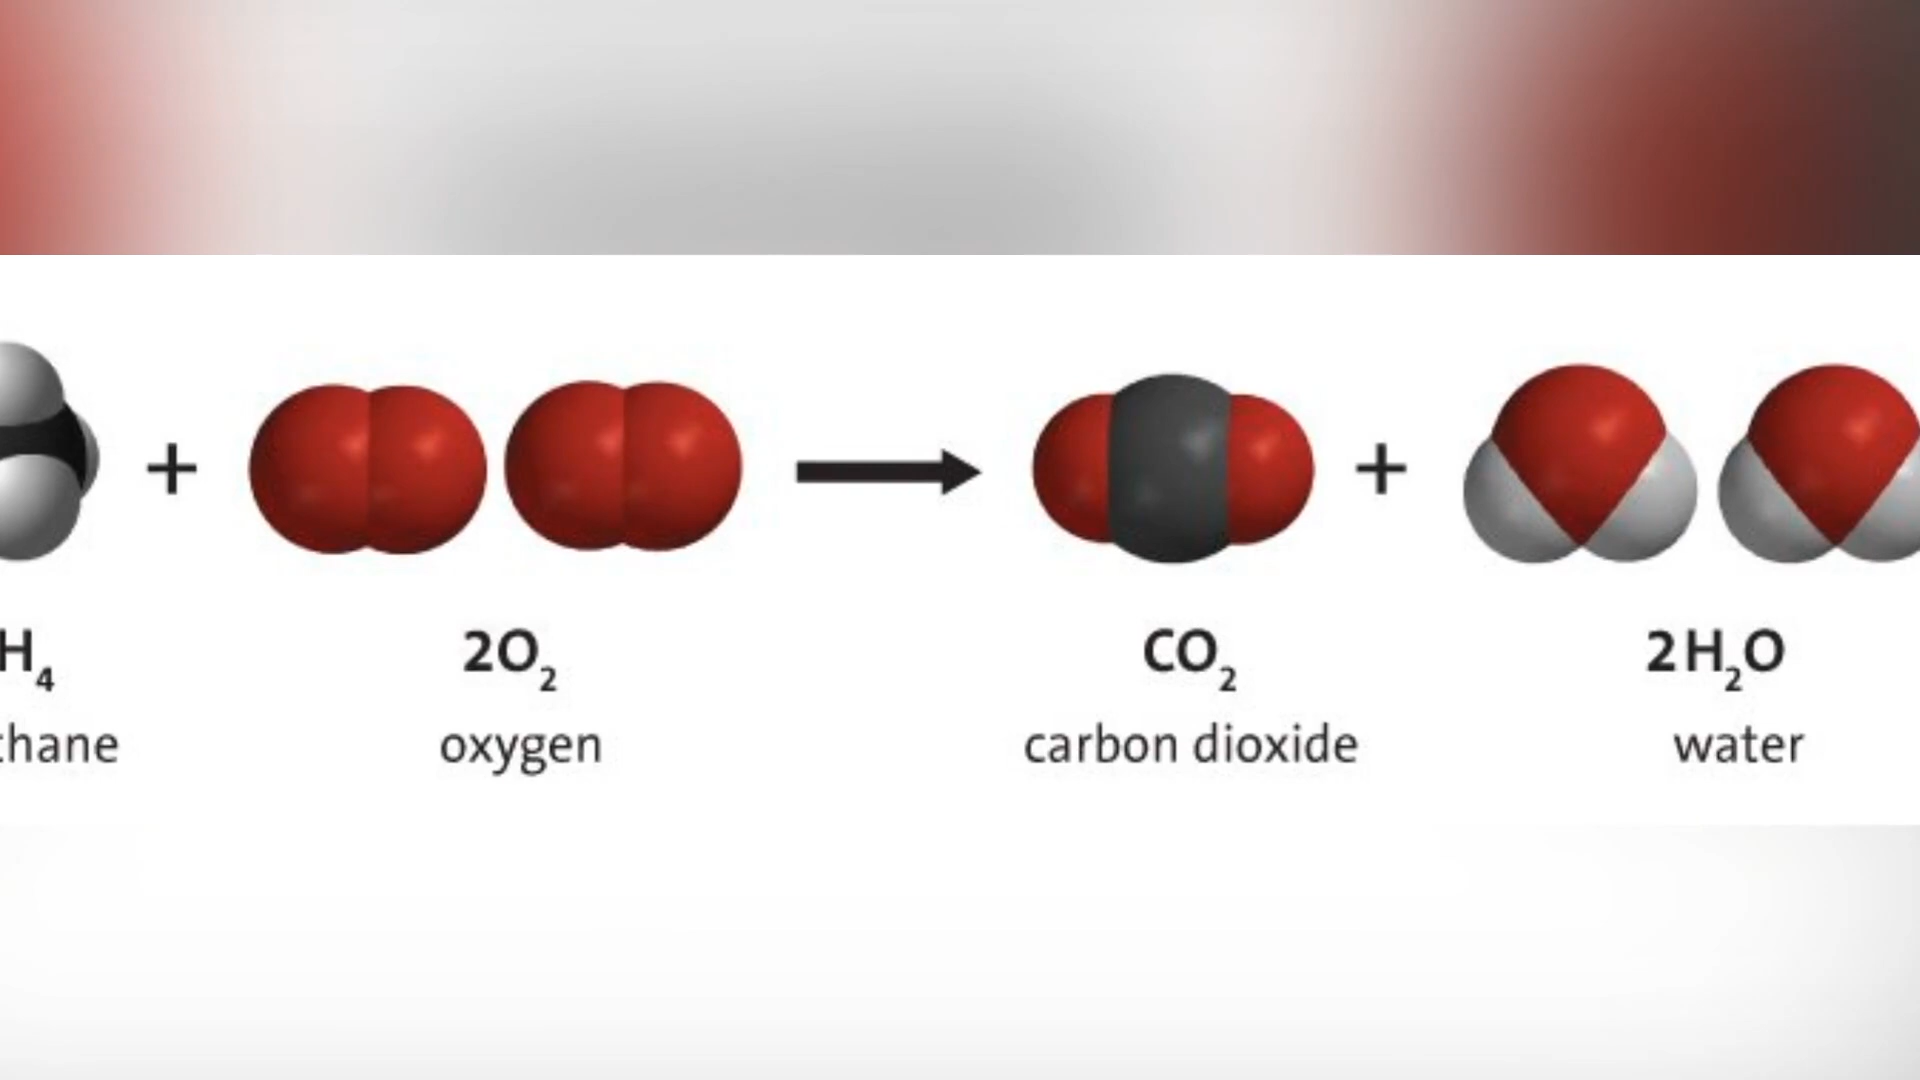 + +
H₄ 2O₂ CO₂ 2H₂O
thane oxygen carbon dioxide water